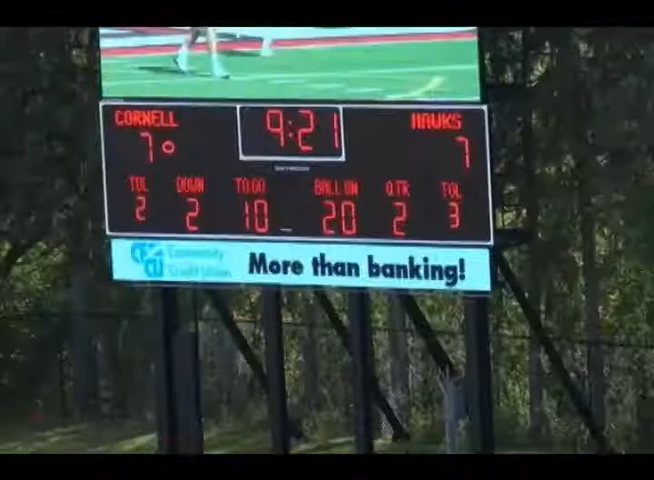 CORNELL 9:21 HAWKS
7 7
TOL DOWN TO GO BALL ON QTR TOL
2 2 10 20 2 3
Community
Credit Union
More than banking!